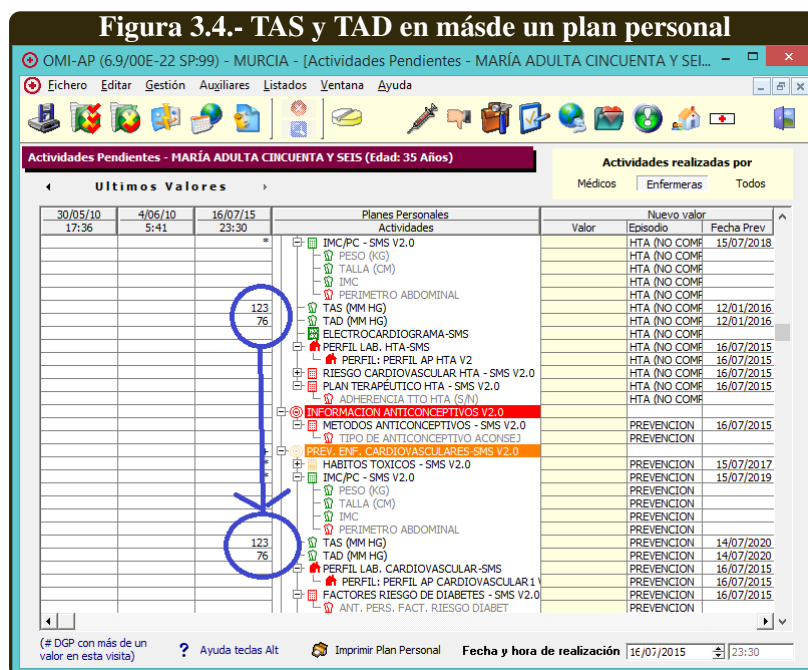 Figura 3.4.- TAS y TAD en másde un plan personal
OMI-AP (6.9/00E-22 SP:99) - MURCIA - [Actividades Pendientes - MARÍA ADULTA CINCUENTA Y SEI...
Fichero Editar Gestión Auxiliares Listados Ventana Ayuda
Actividades Pendientes - MARÍA ADULTA CINCUENTA Y SEIS (Edad: 35 Años)
Actividades realizadas por
Ultimos Valores
Médicos Enfermeras Todos
30/05/10 4/06/10 16/07/15 Planes Personales Nuevo valor
17:36 5:41 23:30 Actividades Valor Episodio Fecha Prev
* IMC/PC - SMS V2.0 HTA (NO COMP 15/07/2018
PESO (KG) HTA (NO COMP
TALLA (CM) HTA (NO COMP
IMC HTA (NO COMP
PERIMETRO ABDOMINAL HTA (NO COMP
123 TAS (MM HG) HTA (NO COMP 12/01/2016
76 TAD (MM HG) HTA (NO COMP 12/01/2016
ELECTROCARDIOGRAMA-SMS HTA (NO COMP
PERFIL LAB. HTA-SMS HTA (NO COMP 16/07/2015
PERFIL: PERFIL AP HTA V2 HTA (NO COMP 16/07/2015
RIESGO CARDIOVASCULAR HTA - SMS V2.0 HTA (NO COMP 16/07/2015
PLAN TERAPÉUTICO HTA - SMS V2.0 HTA (NO COMP 16/07/2015
ADHERENCIA TTO HTA (S/N) HTA (NO COMP
INFORMACION ANTICONCEPTIVOS V2.0
METODOS ANTICONCEPTIVOS - SMS V2.0 PREVENCION 16/07/2015
TIPO DE ANTICONCEPTIVO ACONSEJ PREVENCION
PREV. ENF. CARDIOVASCULARES-SMS V2.0
* HABITOS TOXICOS - SMS V2.0 PREVENCION 15/07/2017
* IMC/PC - SMS V2.0 PREVENCION 15/07/2019
PESO (KG) PREVENCION
TALLA (CM) PREVENCION
IMC PREVENCION
PERIMETRO ABDOMINAL PREVENCION
123 TAS (MM HG) PREVENCION 14/07/2020
76 TAD (MM HG) PREVENCION 14/07/2020
PERFIL LAB. CARDIOVASCULAR-SMS PREVENCION 16/07/2015
PERFIL: PERFIL AP CARDIOVASCULAR1 PREVENCION 16/07/2015
FACTORES RIESGO DE DIABETES - SMS V2.0 PREVENCION 16/07/2015
ANT. PERS. FACT. RIESGO DIABET PREVENCION
(# DGP con más de un
valor en esta visita)
? Ayuda teclas Alt Imprimir Plan Personal Fecha y hora de realización 16/07/2015 23:30